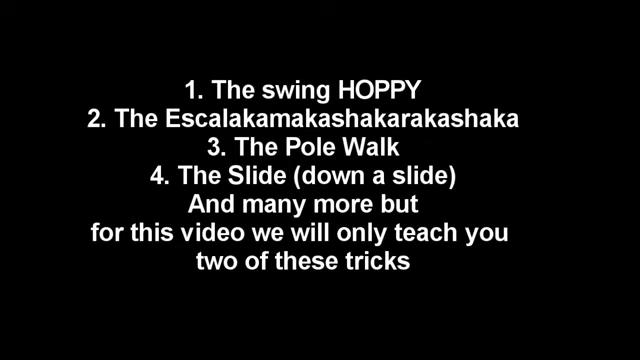 1. The swing HOPPY
2. The Escalakamakashakarakashaka
3. The Pole Walk
4. The Slide (down a slide)
And many more but
for this video we will only teach you
two of these tricks